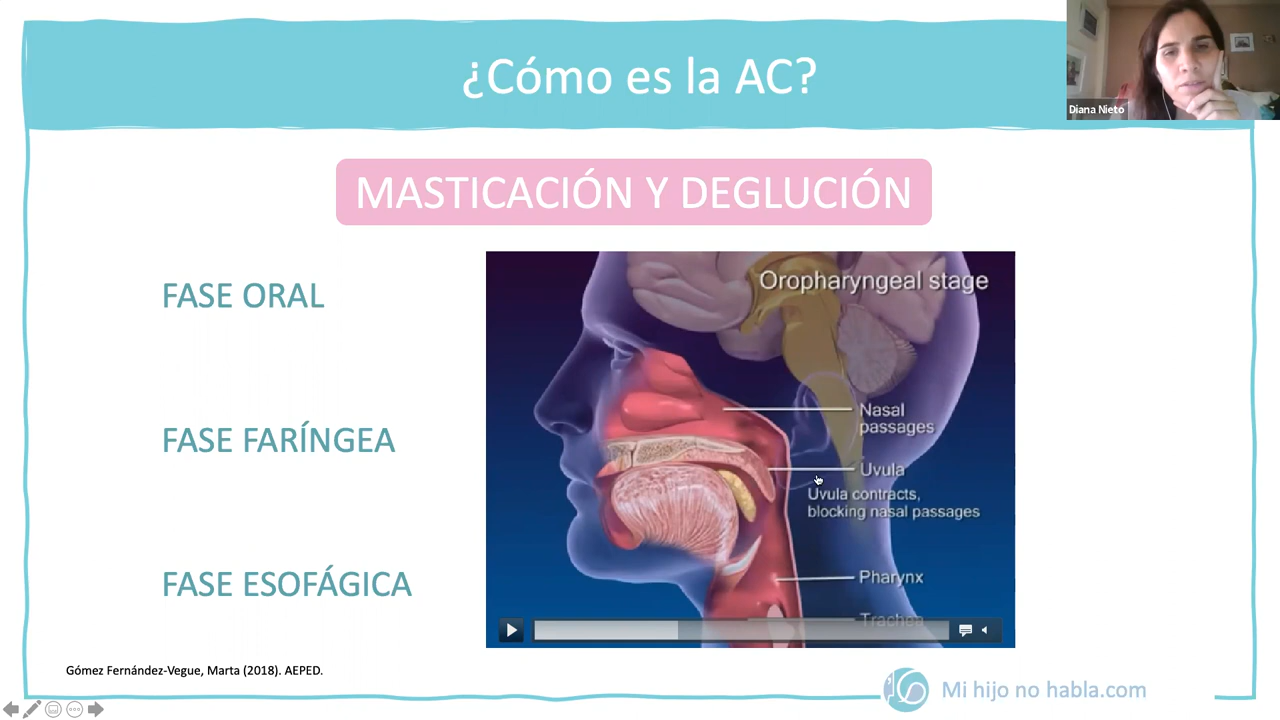 ¿Cómo es la AC?
Diana Nieto
MASTICACIÓN Y DEGLUCIÓN
FASE ORAL
FASE FARÍNGEA
FASE ESOFÁGICA
Oropharyngeal stage
Nasal
passages
Uvula
Uvula contracts,
blocking nasal passages
Pharynx
Trachea
Gómez Fernández-Vegue, Marta (2018). AEPED.
Mi hijo no habla.com